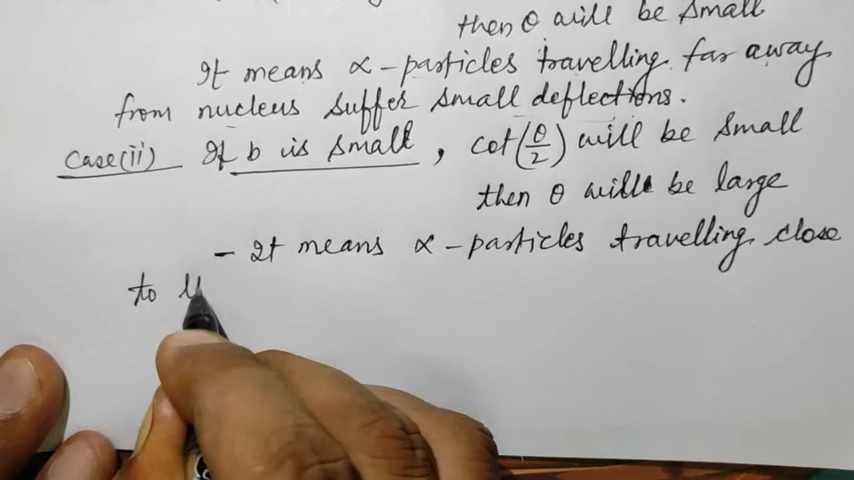 then θ will be small
It means α-particles travelling far away
from nucleus suffer small deflections.
Case(ii) If b is small, cot(θ/2) will be small
then θ will be large
- It means α-particles travelling close
to